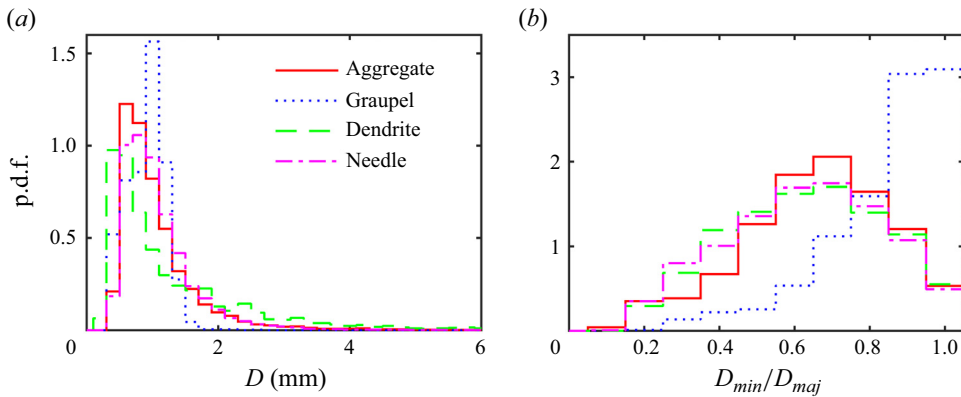 (a)
(b)
1.5
1.0
0.5
p.d.f.
Aggregate
Graupel
Dendrite
Needle
0 2 4 6
D (mm)
3
2
1
0 0.2 0.4 0.6 0.8 1.0
D_min/D_maj